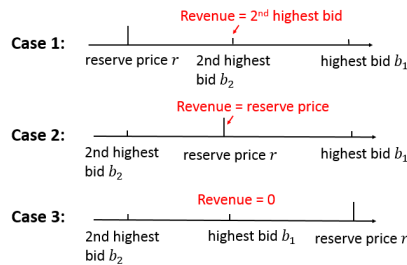 Revenue = 2nd highest bid
Case 1:
reserve price r
2nd highest
bid b₂
highest bid b₁
Revenue = reserve price
Case 2:
2nd highest
bid b₂
reserve price r
highest bid b₁
Revenue = 0
Case 3:
2nd highest
bid b₂
highest bid b₁
reserve price r